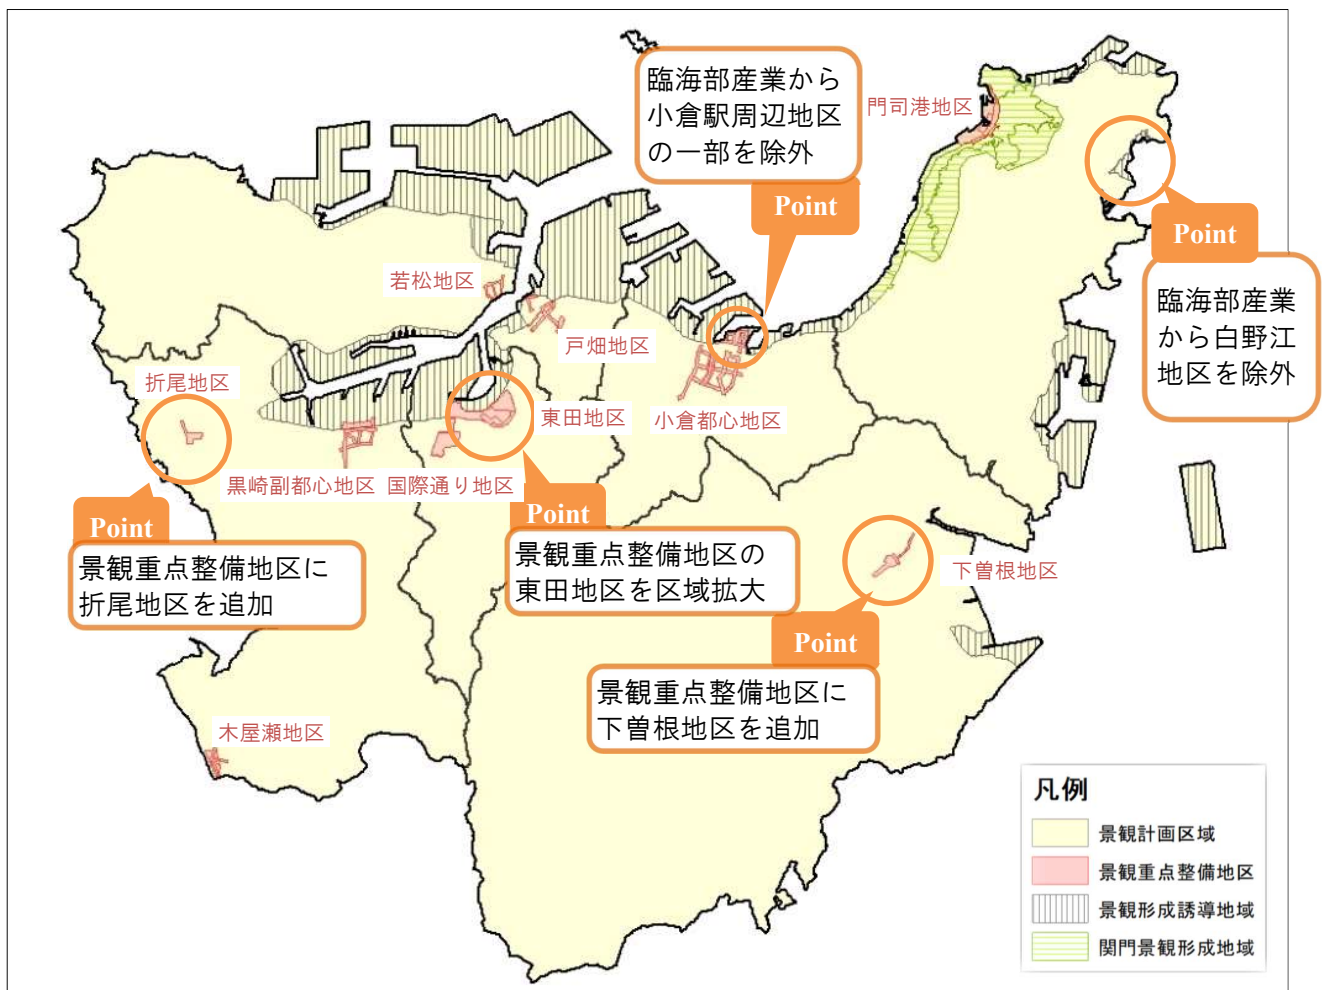 臨海部産業から
小倉駅周辺地区
の一部を除外
Point
門司港地区
Point
臨海部産業
から白野江
地区を除外
若松地区
戸畑地区
折尾地区
東田地区
小倉都心地区
黒崎副都心地区
国際通り地区
Point
景観重点整備地区に
折尾地区を追加
Point
景観重点整備地区の
東田地区を区域拡大
下曽根地区
Point
景観重点整備地区に
下曽根地区を追加
木屋瀬地区
凡例
景観計画区域
景観重点整備地区
景観形成誘導地域
関門景観形成地域